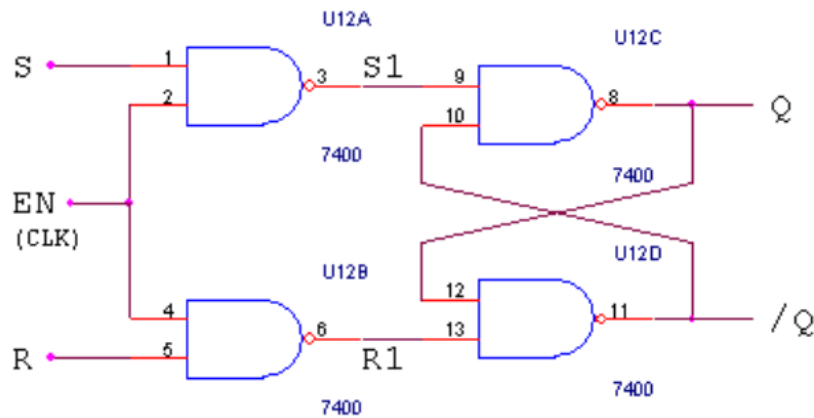 U12A
U12C
S 1 3 S1 9 8 Q
2 10
7400 7400
EN
(CLK)
U12B U12D
4 12 11 /Q
R 5 6 R1 13
7400 7400